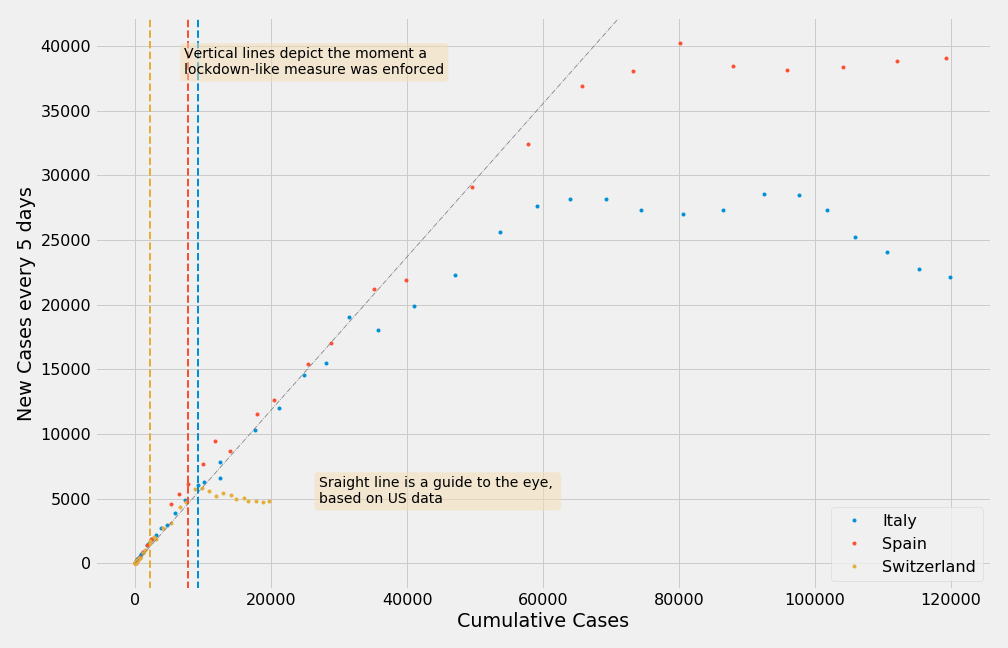 40000
35000
30000
25000
20000
15000
10000
5000
0
New Cases every 5 days
Vertical lines depict the moment a
lockdown-like measure was enforced
Sraight line is a guide to the eye,
based on US data
Italy
Spain
Switzerland
0
20000
40000
60000
80000
100000
120000
Cumulative Cases